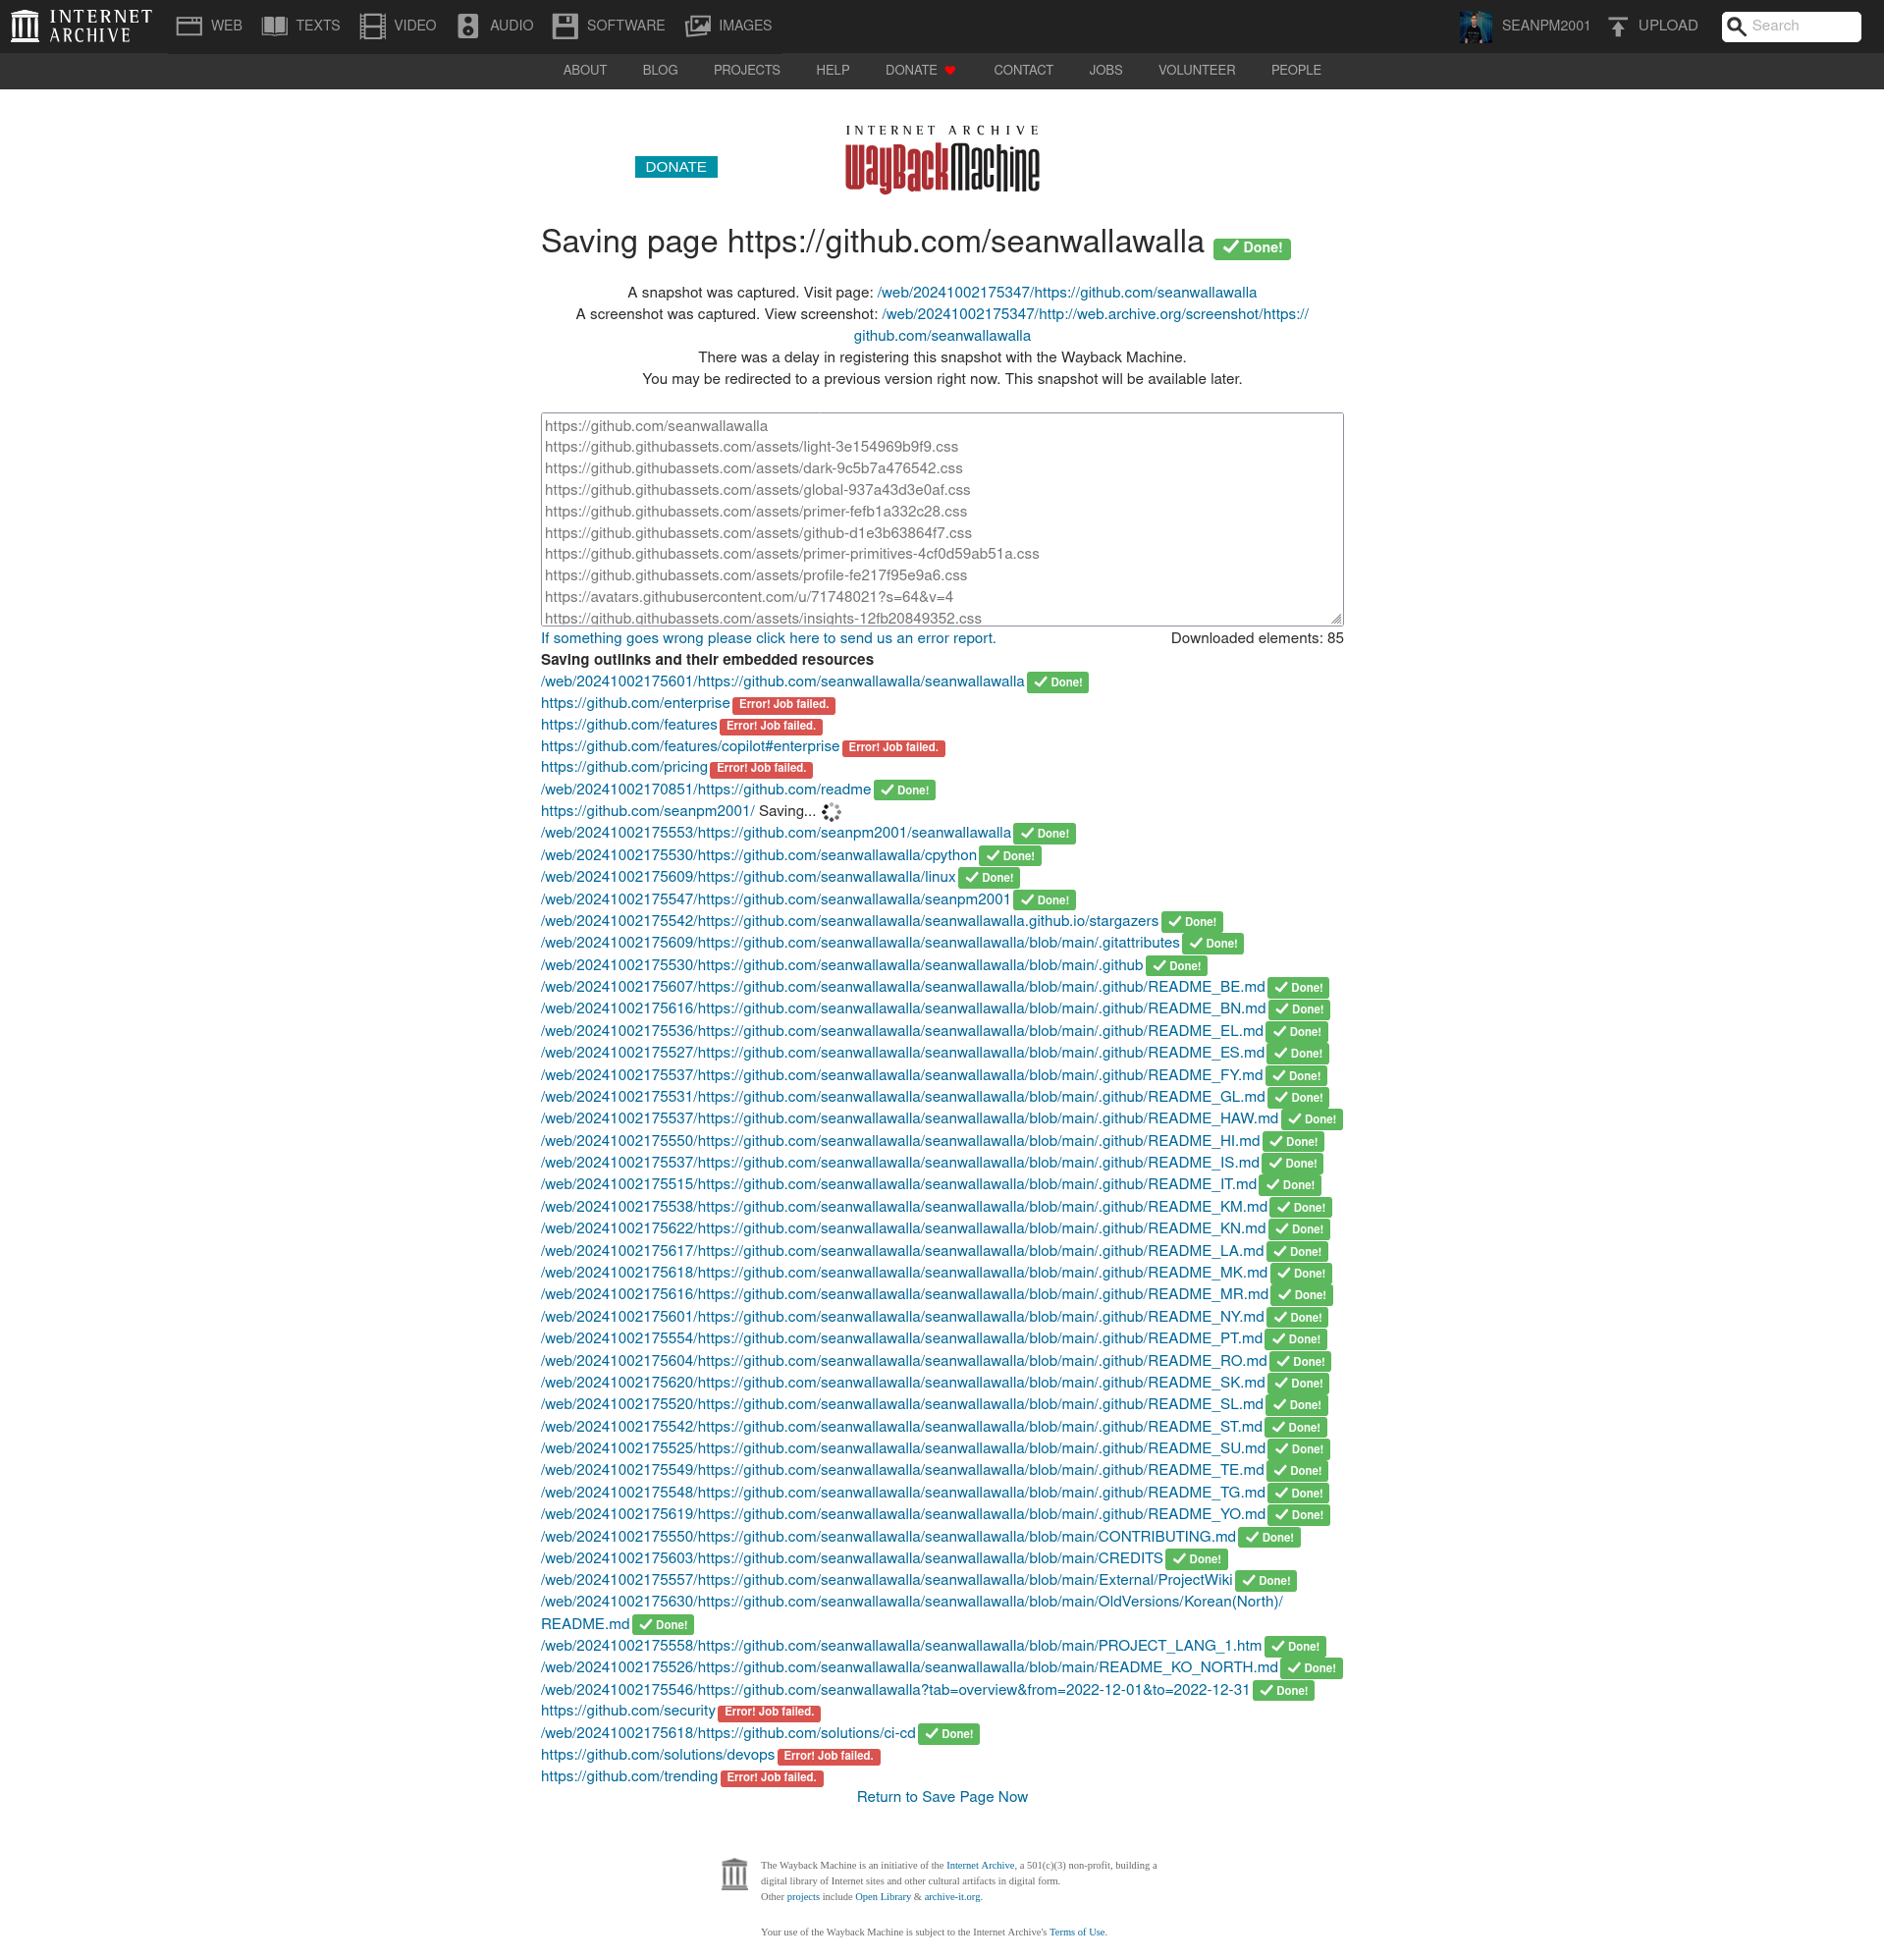 INTERNET ARCHIVE WEB TEXTS VIDEO AUDIO SOFTWARE IMAGES SEANPM2001 UPLOAD Search
ABOUT BLOG PROJECTS HELP DONATE CONTACT JOBS VOLUNTEER PEOPLE
INTERNET ARCHIVE
WayBackMachine
DONATE
Saving page https://github.com/seanwallawalla Done!
A snapshot was captured. Visit page: /web/20241002175347/https://github.com/seanwallawalla
A screenshot was captured. View screenshot: /web/20241002175347/http://web.archive.org/screenshot/https://
github.com/seanwallawalla
There was a delay in registering this snapshot with the Wayback Machine.
You may be redirected to a previous version right now. This snapshot will be available later.
https://github.com/seanwallawalla
https://github.githubassets.com/assets/light-3e154969b9f9.css
https://github.githubassets.com/assets/dark-9c5b7a476542.css
https://github.githubassets.com/assets/global-937a43d3e0af.css
https://github.githubassets.com/assets/primer-fefb1a332c28.css
https://github.githubassets.com/assets/github-d1e3b63864f7.css
https://github.githubassets.com/assets/primer-primitives-4cf0d59ab51a.css
https://github.githubassets.com/assets/profile-fe217f95e9a6.css
https://avatars.githubusercontent.com/u/71748021?s=64&v=4
https://github.githubassets.com/assets/insights-12fb20849352.css
If something goes wrong please click here to send us an error report. Downloaded elements: 85
Saving outlinks and their embedded resources
/web/20241002175601/https://github.com/seanwallawalla/seanwallawalla Done!
https://github.com/enterprise Error! Job failed.
https://github.com/features Error! Job failed.
https://github.com/features/copilot#enterprise Error! Job failed.
https://github.com/pricing Error! Job failed.
/web/20241002170851/https://github.com/readme Done!
https://github.com/seanpm2001/ Saving...
/web/20241002175553/https://github.com/seanpm2001/seanwallawalla Done!
/web/20241002175530/https://github.com/seanwallawalla/cpython Done!
/web/20241002175609/https://github.com/seanwallawalla/linux Done!
/web/20241002175547/https://github.com/seanwallawalla/seanpm2001 Done!
/web/20241002175542/https://github.com/seanwallawalla/seanwallawalla.github.io/stargazers Done!
/web/20241002175609/https://github.com/seanwallawalla/seanwallawalla/blob/main/.gitattributes Done!
/web/20241002175530/https://github.com/seanwallawalla/seanwallawalla/blob/main/.github Done!
/web/20241002175607/https://github.com/seanwallawalla/seanwallawalla/blob/main/.github/README_BE.md Done!
/web/20241002175616/https://github.com/seanwallawalla/seanwallawalla/blob/main/.github/README_BN.md Done!
/web/20241002175536/https://github.com/seanwallawalla/seanwallawalla/blob/main/.github/README_EL.md Done!
/web/20241002175527/https://github.com/seanwallawalla/seanwallawalla/blob/main/.github/README_ES.md Done!
/web/20241002175537/https://github.com/seanwallawalla/seanwallawalla/blob/main/.github/README_FY.md Done!
/web/20241002175531/https://github.com/seanwallawalla/seanwallawalla/blob/main/.github/README_GL.md Done!
/web/20241002175537/https://github.com/seanwallawalla/seanwallawalla/blob/main/.github/README_HAW.md Done!
/web/20241002175550/https://github.com/seanwallawalla/seanwallawalla/blob/main/.github/README_HI.md Done!
/web/20241002175537/https://github.com/seanwallawalla/seanwallawalla/blob/main/.github/README_IS.md Done!
/web/20241002175515/https://github.com/seanwallawalla/seanwallawalla/blob/main/.github/README_IT.md Done!
/web/20241002175538/https://github.com/seanwallawalla/seanwallawalla/blob/main/.github/README_KM.md Done!
/web/20241002175622/https://github.com/seanwallawalla/seanwallawalla/blob/main/.github/README_KN.md Done!
/web/20241002175617/https://github.com/seanwallawalla/seanwallawalla/blob/main/.github/README_LA.md Done!
/web/20241002175618/https://github.com/seanwallawalla/seanwallawalla/blob/main/.github/README_MK.md Done!
/web/20241002175616/https://github.com/seanwallawalla/seanwallawalla/blob/main/.github/README_MR.md Done!
/web/20241002175601/https://github.com/seanwallawalla/seanwallawalla/blob/main/.github/README_NY.md Done!
/web/20241002175554/https://github.com/seanwallawalla/seanwallawalla/blob/main/.github/README_PT.md Done!
/web/20241002175604/https://github.com/seanwallawalla/seanwallawalla/blob/main/.github/README_RO.md Done!
/web/20241002175620/https://github.com/seanwallawalla/seanwallawalla/blob/main/.github/README_SK.md Done!
/web/20241002175520/https://github.com/seanwallawalla/seanwallawalla/blob/main/.github/README_SL.md Done!
/web/20241002175542/https://github.com/seanwallawalla/seanwallawalla/blob/main/.github/README_ST.md Done!
/web/20241002175525/https://github.com/seanwallawalla/seanwallawalla/blob/main/.github/README_SU.md Done!
/web/20241002175549/https://github.com/seanwallawalla/seanwallawalla/blob/main/.github/README_TE.md Done!
/web/20241002175548/https://github.com/seanwallawalla/seanwallawalla/blob/main/.github/README_TG.md Done!
/web/20241002175619/https://github.com/seanwallawalla/seanwallawalla/blob/main/.github/README_YO.md Done!
/web/20241002175550/https://github.com/seanwallawalla/seanwallawalla/blob/main/CONTRIBUTING.md Done!
/web/20241002175603/https://github.com/seanwallawalla/seanwallawalla/blob/main/CREDITS Done!
/web/20241002175557/https://github.com/seanwallawalla/seanwallawalla/blob/main/External/ProjectWiki Done!
/web/20241002175630/https://github.com/seanwallawalla/seanwallawalla/blob/main/OldVersions/Korean(North)/
README.md Done!
/web/20241002175558/https://github.com/seanwallawalla/seanwallawalla/blob/main/PROJECT_LANG_1.htm Done!
/web/20241002175526/https://github.com/seanwallawalla/seanwallawalla/blob/main/README_KO_NORTH.md Done!
/web/20241002175546/https://github.com/seanwallawalla?tab=overview&from=2022-12-01&to=2022-12-31 Done!
https://github.com/security Error! Job failed.
/web/20241002175618/https://github.com/solutions/ci-cd Done!
https://github.com/solutions/devops Error! Job failed.
https://github.com/trending Error! Job failed.
Return to Save Page Now
The Wayback Machine is an initiative of the Internet Archive, a 501(c)(3) non-profit, building a
digital library of Internet sites and other cultural artifacts in digital form.
Other projects include Open Library & archive-it.org.
Your use of the Wayback Machine is subject to the Internet Archive's Terms of Use.